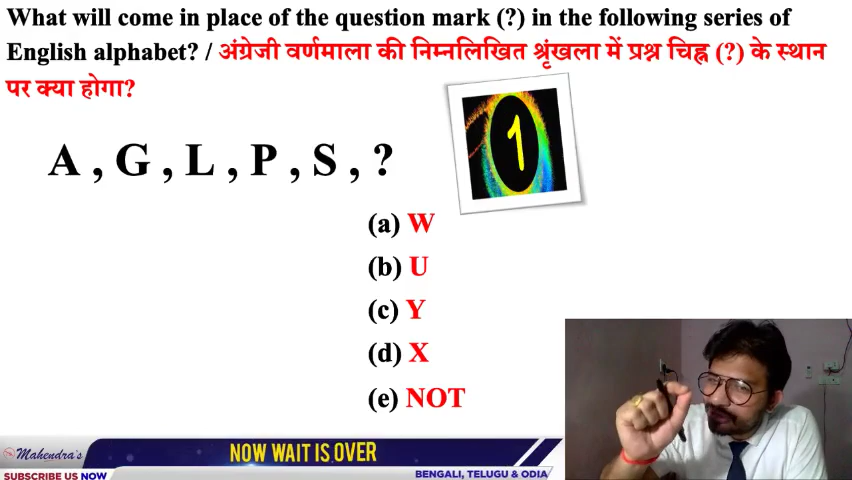 What will come in place of the question mark (?) in the following series of
English alphabet? / अंग्रेजी वर्णमाला की निम्नलिखित श्रृंखला में प्रश्न चिह्न (?) के स्थान
पर क्या होगा?
1
A , G , L , P , S , ?
(a) W
(b) U
(c) Y
(d) X
(e) NOT
Mahendra's
NOW WAIT IS OVER
SUBSCRIBE US NOW
BENGALI, TELUGU & ODIA